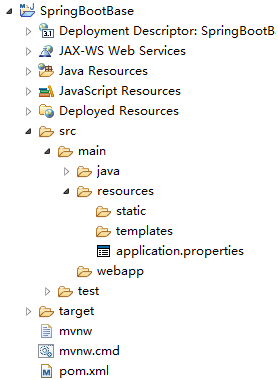 SpringBootBase
Deployment Descriptor: SpringBootB
JAX-WS Web Services
Java Resources
JavaScript Resources
Deployed Resources
src
main
java
resources
static
templates
application.properties
webapp
test
target
mvnw
mvnw.cmd
pom.xml